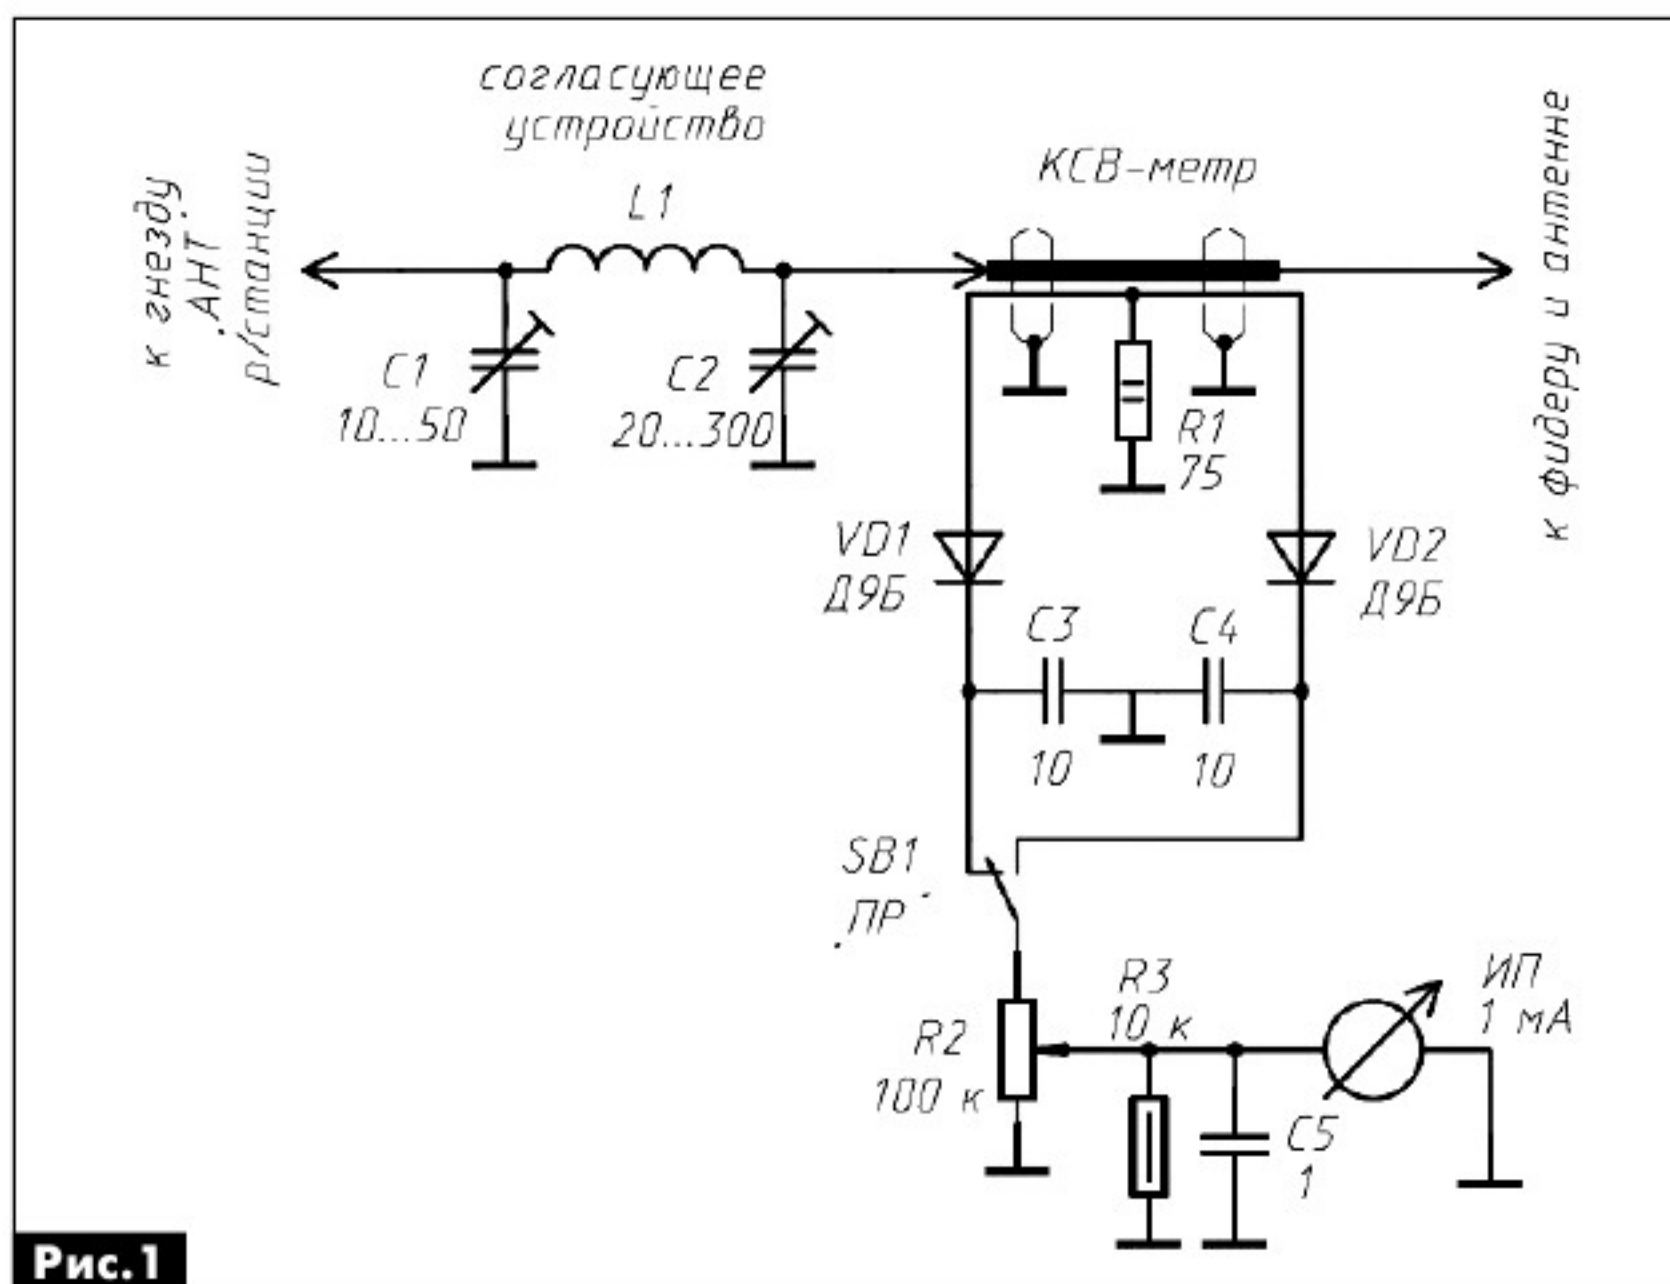 согласующее
устройство
L1
КСВ-метр
к гнезду
"АНТ"
р/станции
C1
10...50
C2
20...300
R1
75
к фидеру и антенне
VD1
Д9Б
VD2
Д9Б
C3
10
C4
10
SB1
"ПР"
R2
100 к
R3
10 к
C5
1
ИП
1 мА
Рис.1